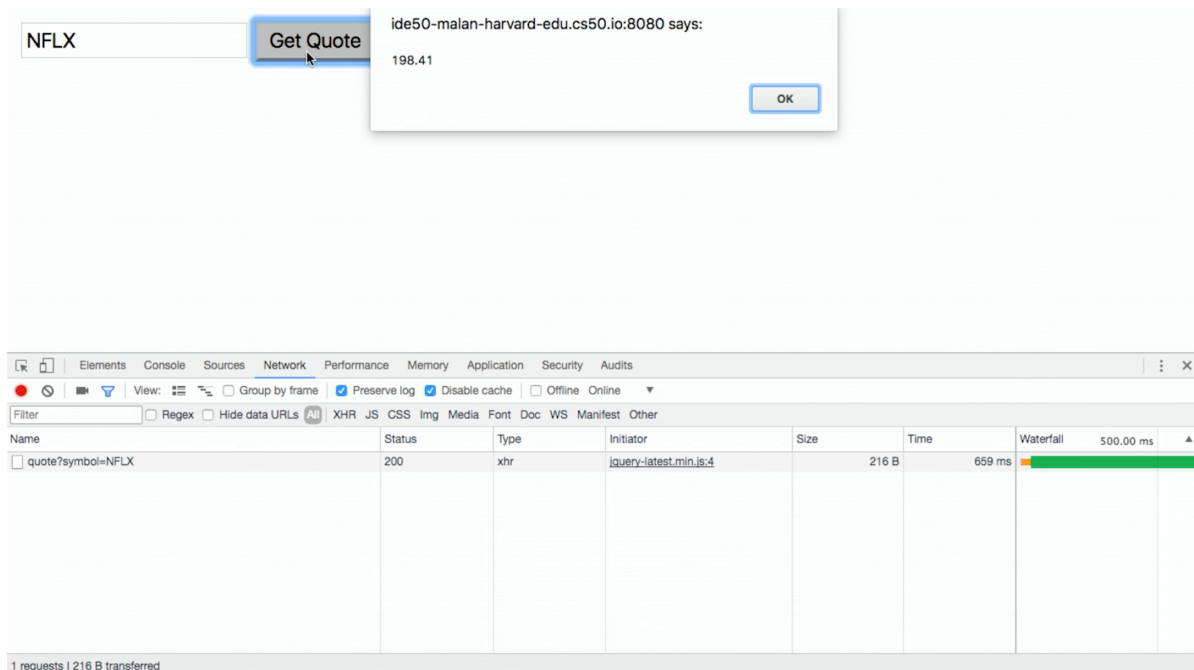 ide50-malan-harvard-edu.cs50.io:8080 says:
NFLX Get Quote
198.41
OK
Elements Console Sources Network Performance Memory Application Security Audits
View: Group by frame Preserve log Disable cache Offline Online
Filter Regex Hide data URLs All XHR JS CSS Img Media Font Doc WS Manifest Other
Name Status Type Initiator Size Time Waterfall 500.00 ms
quote?symbol=NFLX 200 xhr jquery-latest.min.js:4 216 B 659 ms
1 requests | 216 B transferred